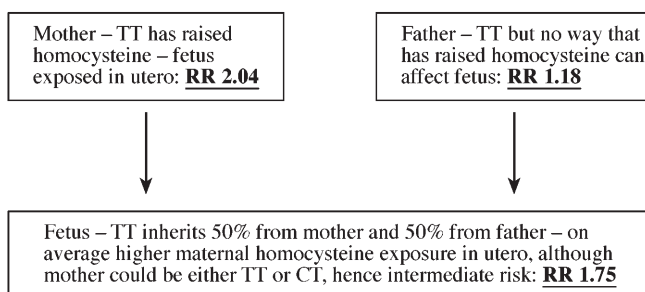 Mother – TT has raised
homocysteine – fetus
exposed in utero: RR 2.04
Father – TT but no way that
has raised homocysteine can
affect fetus: RR 1.18
Fetus – TT inherits 50% from mother and 50% from father – on
average higher maternal homocysteine exposure in utero, although
mother could be either TT or CT, hence intermediate risk: RR 1.75